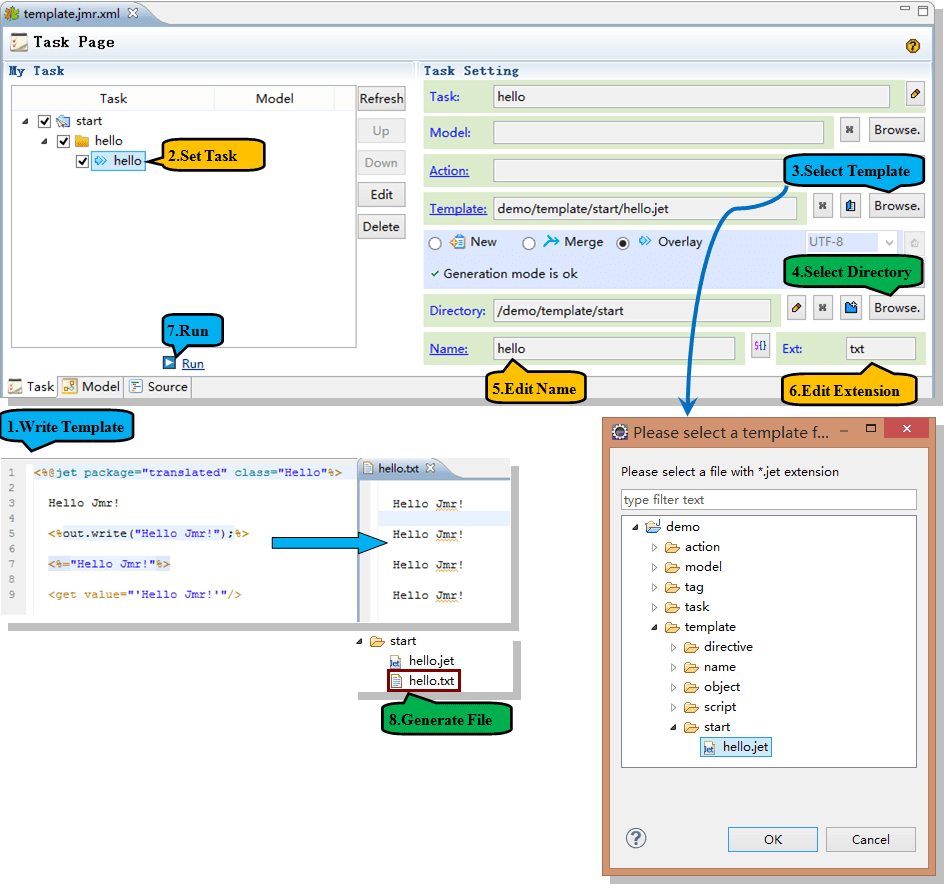 template.jmr.xml
Task Page
My Task
Task Setting
Task Model
Refresh
Up
Down
Edit
Delete
start
hello
hello
2.Set Task
7.Run
Run
Task Model Source
Task: hello
Model: Browse.
Action:
3.Select Template
Template: demo/template/start/hello.jet Browse.
New Merge Overlay UTF-8
Generation mode is ok
4.Select Directory
Directory: /demo/template/start Browse.
Name: hello ${} Ext: txt
5.Edit Name
6.Edit Extension
1.Write Template
1 <%@jet package="translated" class="Hello"%>
2
3 Hello Jmr!
4
5 <%out.write("Hello Jmr!");%>
6
7 <%="Hello Jmr!"%>
8
9 <get value="'Hello Jmr!'"/>
hello.txt
Hello Jmr!
Hello Jmr!
Hello Jmr!
Hello Jmr!
start
hello.jet
hello.txt
8.Generate File
Please select a template f...
Please select a file with *.jet extension
type filter text
demo
action
model
tag
task
template
directive
name
object
script
start
hello.jet
OK Cancel